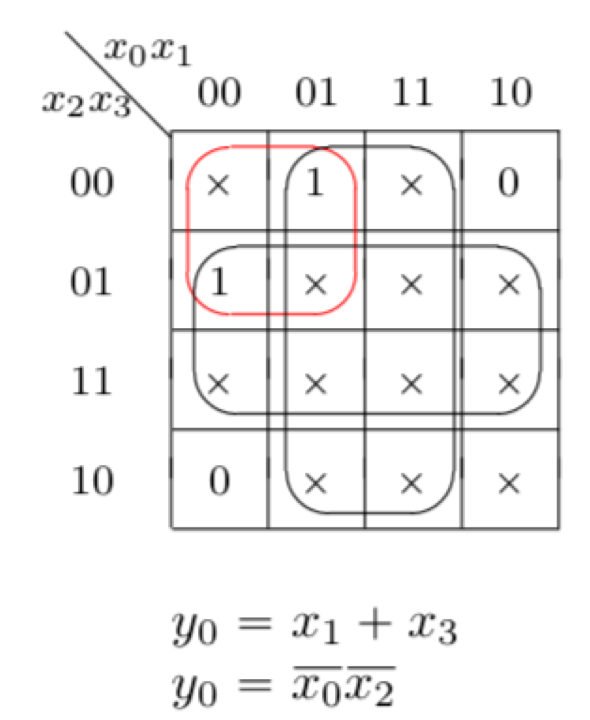 x₀x₁
x₂x₃ 00 01 11 10
00 × 1 × 0
01 1 × × ×
11 × × × ×
10 0 × × ×
y₀ = x₁ + x₃
y₀ = x̅₀x̅₂